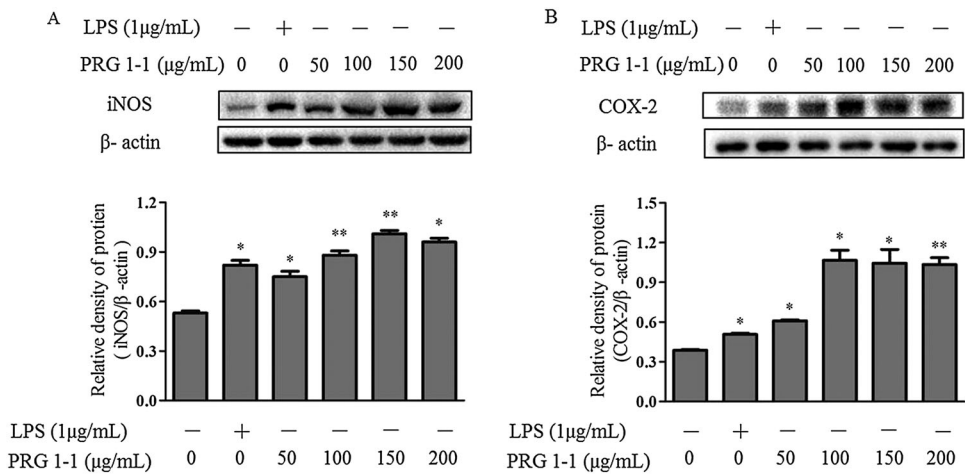 A
LPS (1μg/mL) − + − − − −
PRG 1-1 (μg/mL) 0 0 50 100 150 200
iNOS
β- actin
Relative density of protien
( iNOS/β -actin )
1.2
0.9
0.6
0.3
0.0
* * ** ** *
LPS (1μg/mL) − + − − − −
PRG 1-1 (μg/mL) 0 0 50 100 150 200
B
LPS (1μg/mL) − + − − − −
PRG 1-1 (μg/mL) 0 0 50 100 150 200
COX-2
β- actin
Relative density of protein
(COX-2/β -actin)
1.5
1.2
0.9
0.6
0.3
0.0
* * * * **
LPS (1μg/mL) − + − − − −
PRG 1-1 (μg/mL) 0 0 50 100 150 200